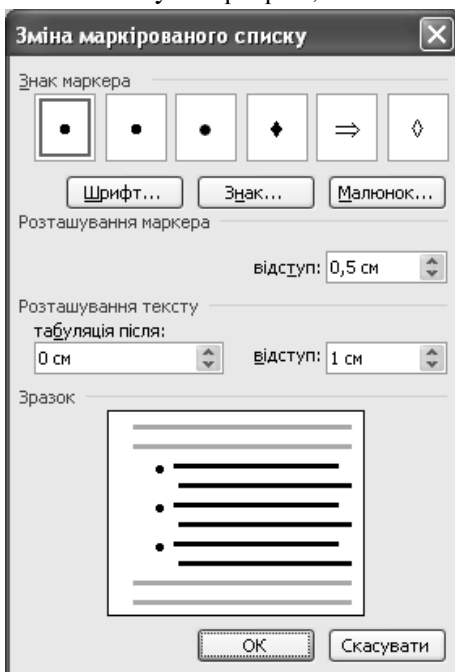 Зміна маркірованого списку
Знак маркера
Шрифт... Знак... Малюнок...
Розташування маркера
відступ: 0,5 см
Розташування тексту
табуляція після:
0 см відступ: 1 см
Зразок
ОК Скасувати